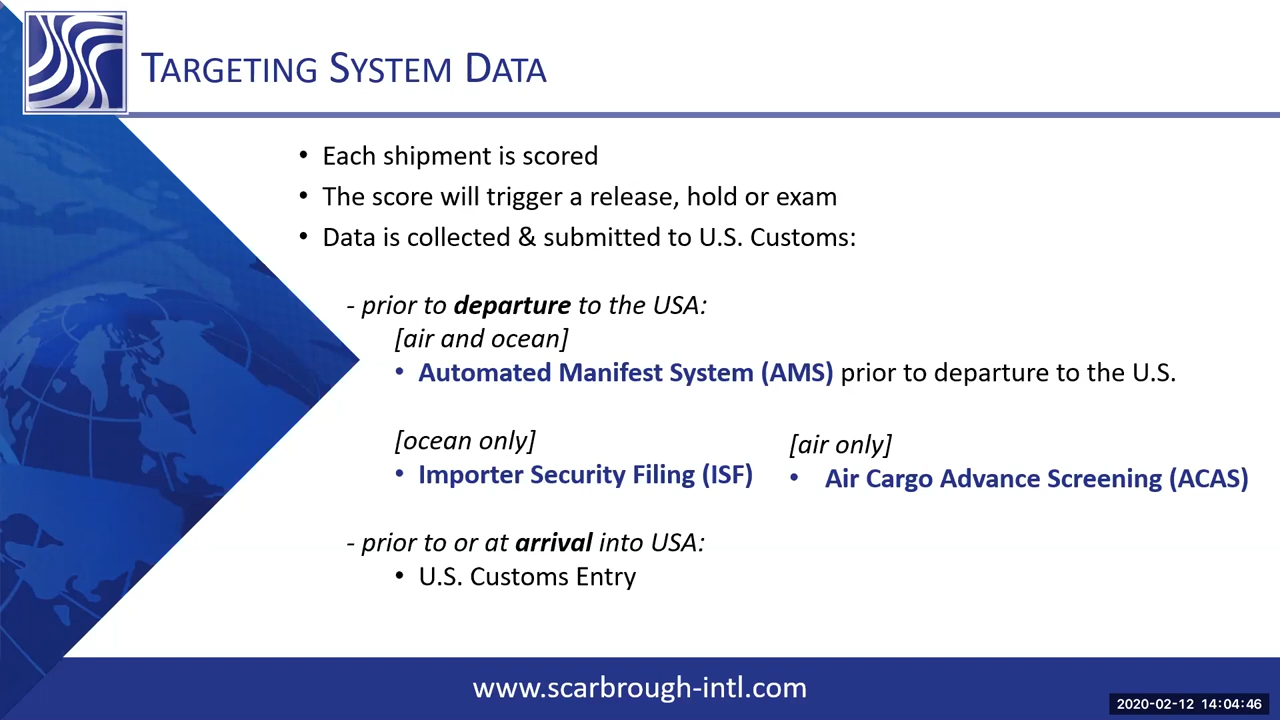 TARGETING SYSTEM DATA
• Each shipment is scored
• The score will trigger a release, hold or exam
• Data is collected & submitted to U.S. Customs:
- prior to departure to the USA:
[air and ocean]
• Automated Manifest System (AMS) prior to departure to the U.S.
[ocean only]
• Importer Security Filing (ISF)
[air only]
• Air Cargo Advance Screening (ACAS)
- prior to or at arrival into USA:
• U.S. Customs Entry
www.scarbrough-intl.com
2020-02-12 14:04:46